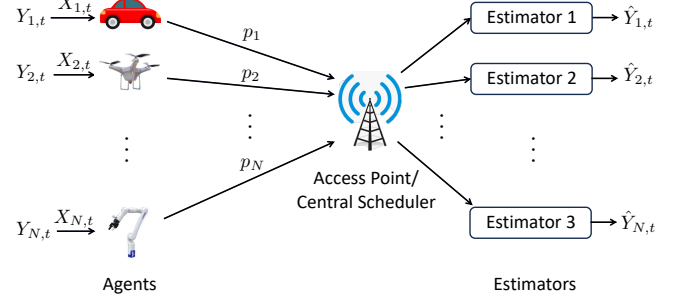 Y_{1,t} X_{1,t} p_1 Estimator 1 Ŷ_{1,t}
Y_{2,t} X_{2,t} p_2 Estimator 2 Ŷ_{2,t}
⋮ ⋮ ⋮ ⋮
p_N
Access Point/
Central Scheduler
Y_{N,t} X_{N,t} Estimator 3 Ŷ_{N,t}
Agents Estimators